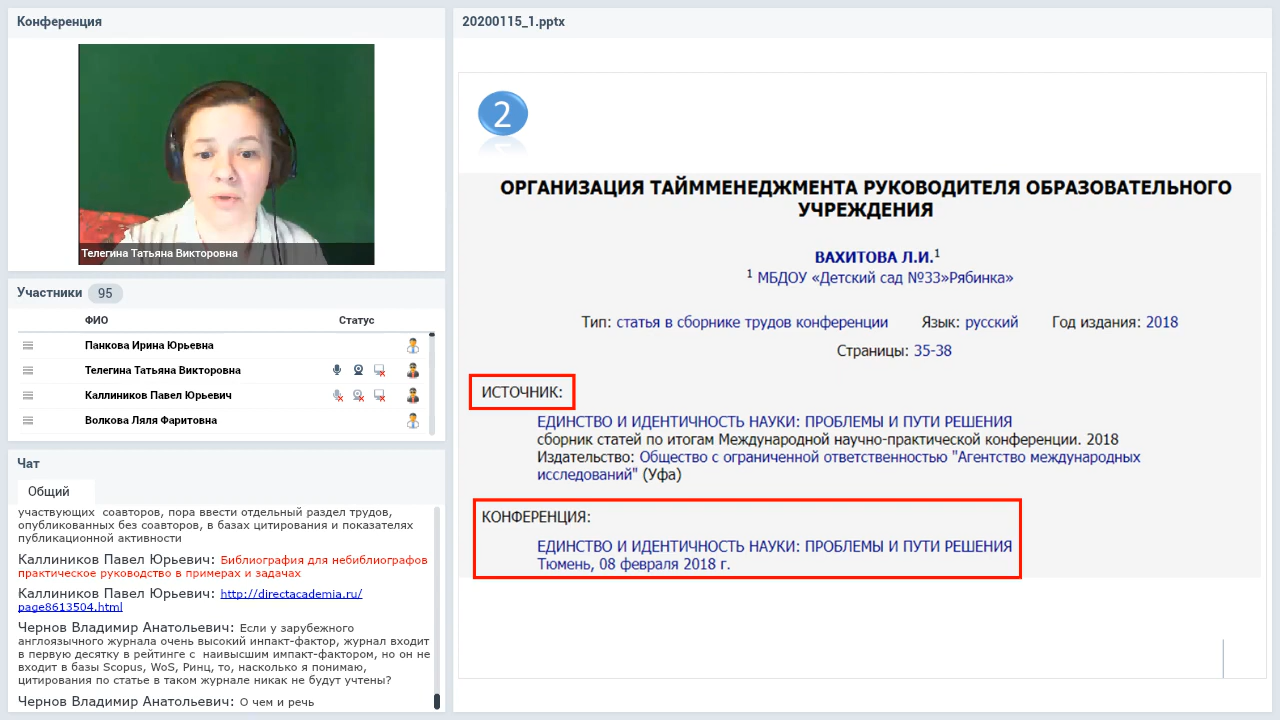 Конференция
Телегина Татьяна Викторовна
Участники 95
ФИО Статус
Панкова Ирина Юрьевна
Телегина Татьяна Викторовна
Каллиников Павел Юрьевич
Волкова Ляля Фаритовна
Чат
Общий
участвующих соавторов, пора ввести отдельный раздел трудов,
опубликованных без соавторов, в базах цитирования и показателях
публикационной активности
Каллиников Павел Юрьевич: Библиография для небиблиографов
практическое руководство в примерах и задачах
Каллиников Павел Юрьевич: http://directacademia.ru/
page8613504.html
Чернов Владимир Анатольевич: Если у зарубежного
англоязычного журнала очень высокий инпакт-фактор, журнал входит
в первую десятку в рейтинге с наивысшим импакт-фактором, но он не
входит в базы Scopus, WoS, Ринц, то, насколько я понимаю,
цитирования по статье в таком журнале никак не будут учтены?
Чернов Владимир Анатольевич: О чем и речь
20200115_1.pptx
2
ОРГАНИЗАЦИЯ ТАЙММЕНЕДЖМЕНТА РУКОВОДИТЕЛЯ ОБРАЗОВАТЕЛЬНОГО
УЧРЕЖДЕНИЯ
ВАХИТОВА Л.И.1
1 МБДОУ «Детский сад №33»Рябинка»
Тип: статья в сборнике трудов конференции Язык: русский Год издания: 2018
Страницы: 35-38
ИСТОЧНИК:
ЕДИНСТВО И ИДЕНТИЧНОСТЬ НАУКИ: ПРОБЛЕМЫ И ПУТИ РЕШЕНИЯ
сборник статей по итогам Международной научно-практической конференции. 2018
Издательство: Общество с ограниченной ответственностью "Агентство международных
исследований" (Уфа)
КОНФЕРЕНЦИЯ:
ЕДИНСТВО И ИДЕНТИЧНОСТЬ НАУКИ: ПРОБЛЕМЫ И ПУТИ РЕШЕНИЯ
Тюмень, 08 февраля 2018 г.